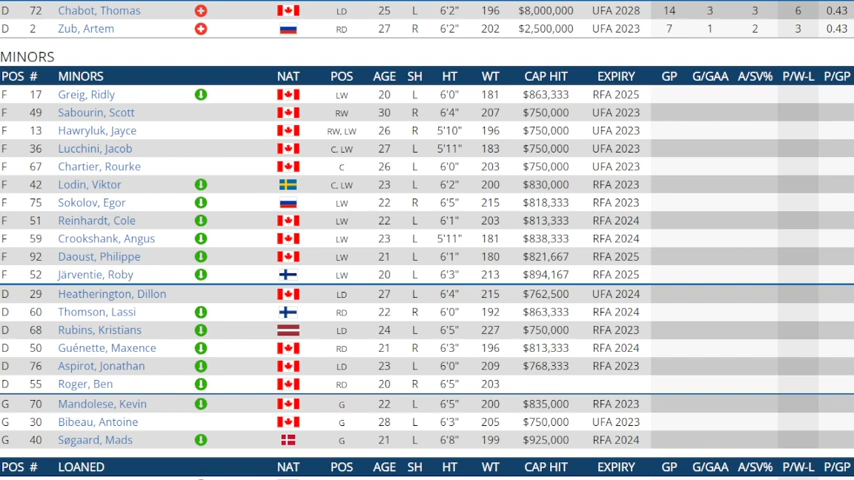 D 72 Chabot, Thomas LD 25 L 6'2" 196 $8,000,000 UFA 2028 14 3 3 6 0.43
D 2 Zub, Artem RD 27 R 6'2" 202 $2,500,000 UFA 2023 7 1 2 3 0.43
MINORS
POS # MINORS NAT POS AGE SH HT WT CAP HIT EXPIRY GP G/GAA A/SV% P/W-L P/GP
F 17 Greig, Ridly LW 20 L 6'0" 181 $863,333 RFA 2025
F 49 Sabourin, Scott RW 30 R 6'4" 207 $750,000 UFA 2023
F 13 Hawryluk, Jayce RW, LW 26 R 5'10" 196 $750,000 UFA 2023
F 36 Lucchini, Jacob C, LW 27 L 5'11" 183 $750,000 UFA 2023
F 67 Chartier, Rourke C 26 L 6'0" 203 $750,000 UFA 2023
F 42 Lodin, Viktor C, LW 23 L 6'2" 200 $830,000 RFA 2023
F 75 Sokolov, Egor LW 22 R 6'5" 215 $818,333 RFA 2023
F 51 Reinhardt, Cole LW 22 L 6'1" 203 $813,333 RFA 2024
F 59 Crookshank, Angus LW 23 L 5'11" 181 $838,333 RFA 2024
F 92 Daoust, Philippe LW 21 L 6'1" 180 $821,667 RFA 2025
F 52 Järventie, Roby LW 20 L 6'3" 213 $894,167 RFA 2025
D 29 Heatherington, Dillon LD 27 L 6'4" 215 $762,500 UFA 2024
D 60 Thomson, Lassi RD 22 R 6'0" 192 $863,333 RFA 2024
D 68 Rubins, Kristians LD 24 L 6'5" 227 $750,000 RFA 2023
D 50 Guénette, Maxence RD 21 R 6'3" 196 $813,333 RFA 2024
D 76 Aspirot, Jonathan LD 23 L 6'0" 209 $768,333 RFA 2023
D 55 Roger, Ben RD 20 R 6'5" 203
G 70 Mandolese, Kevin G 22 L 6'5" 200 $835,000 RFA 2023
G 30 Bibeau, Antoine G 28 L 6'3" 205 $750,000 UFA 2023
G 40 Søgaard, Mads G 21 L 6'8" 199 $925,000 RFA 2024
POS # LOANED NAT POS AGE SH HT WT CAP HIT EXPIRY GP G/GAA A/SV% P/W-L P/GP